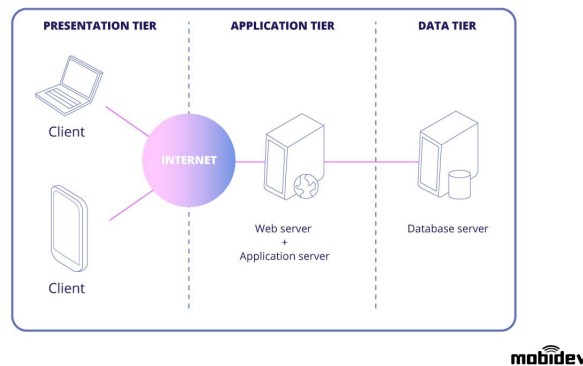 PRESENTATION TIER
APPLICATION TIER
DATA TIER
Client
INTERNET
Web server
+
Application server
Database server
Client
mobidev